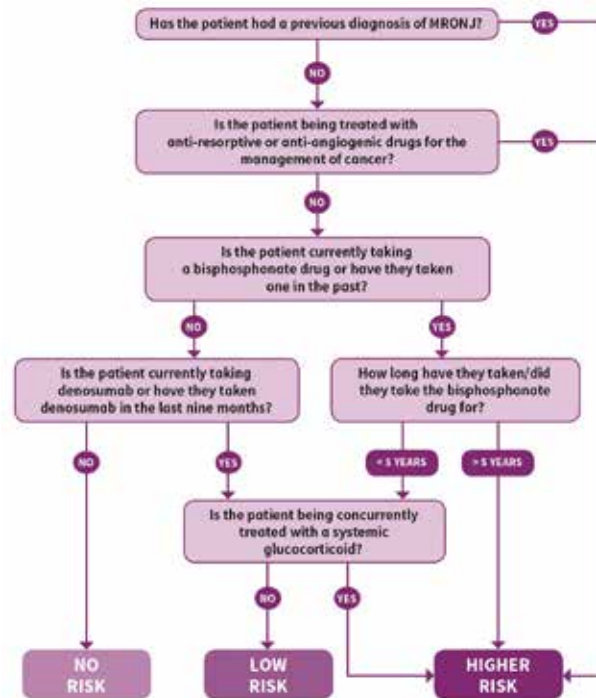 Has the patient had a previous diagnosis of MRONJ?
YES
NO
Is the patient being treated with
anti-resorptive or anti-angiogenic drugs for the
management of cancer?
YES
NO
Is the patient currently taking
a bisphosphonate drug or have they taken
one in the past?
NO
YES
Is the patient currently taking
denosumab or have they taken
denosumab in the last nine months?
How long have they taken/did
they take the bisphosphonate
drug for?
NO
YES
< 5 YEARS
> 5 YEARS
Is the patient being concurrently
treated with a systemic
glucocorticoid?
NO
YES
NO
RISK
LOW
RISK
HIGHER
RISK